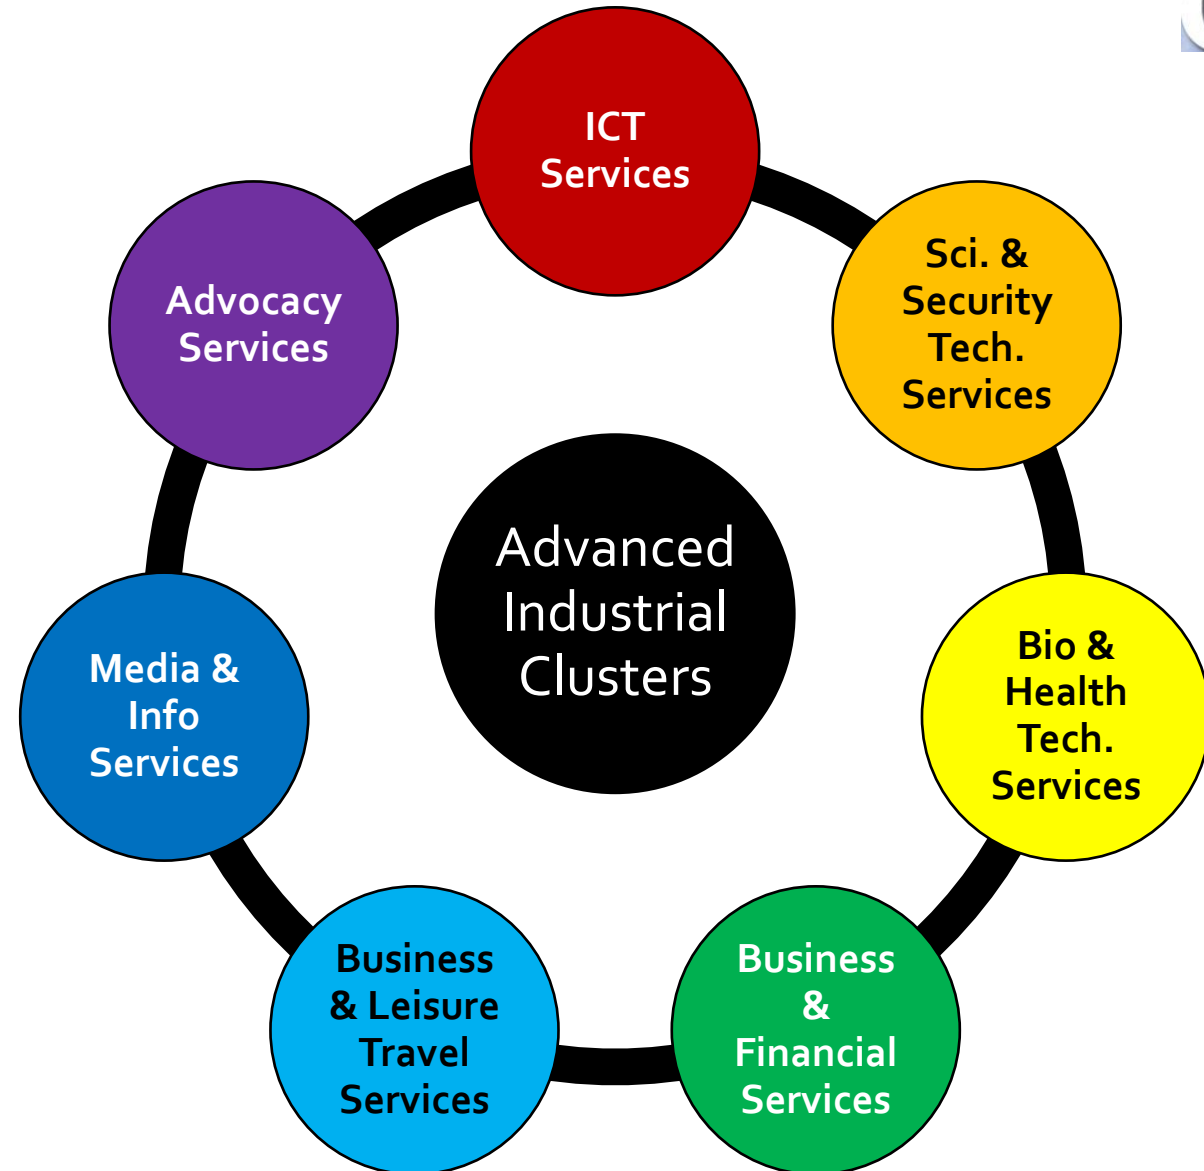 ICT
Services
Sci. &
Security
Tech.
Services
Bio &
Health
Tech.
Services
Business
&
Financial
Services
Business
& Leisure
Travel
Services
Media &
Info
Services
Advocacy
Services
Advanced
Industrial
Clusters